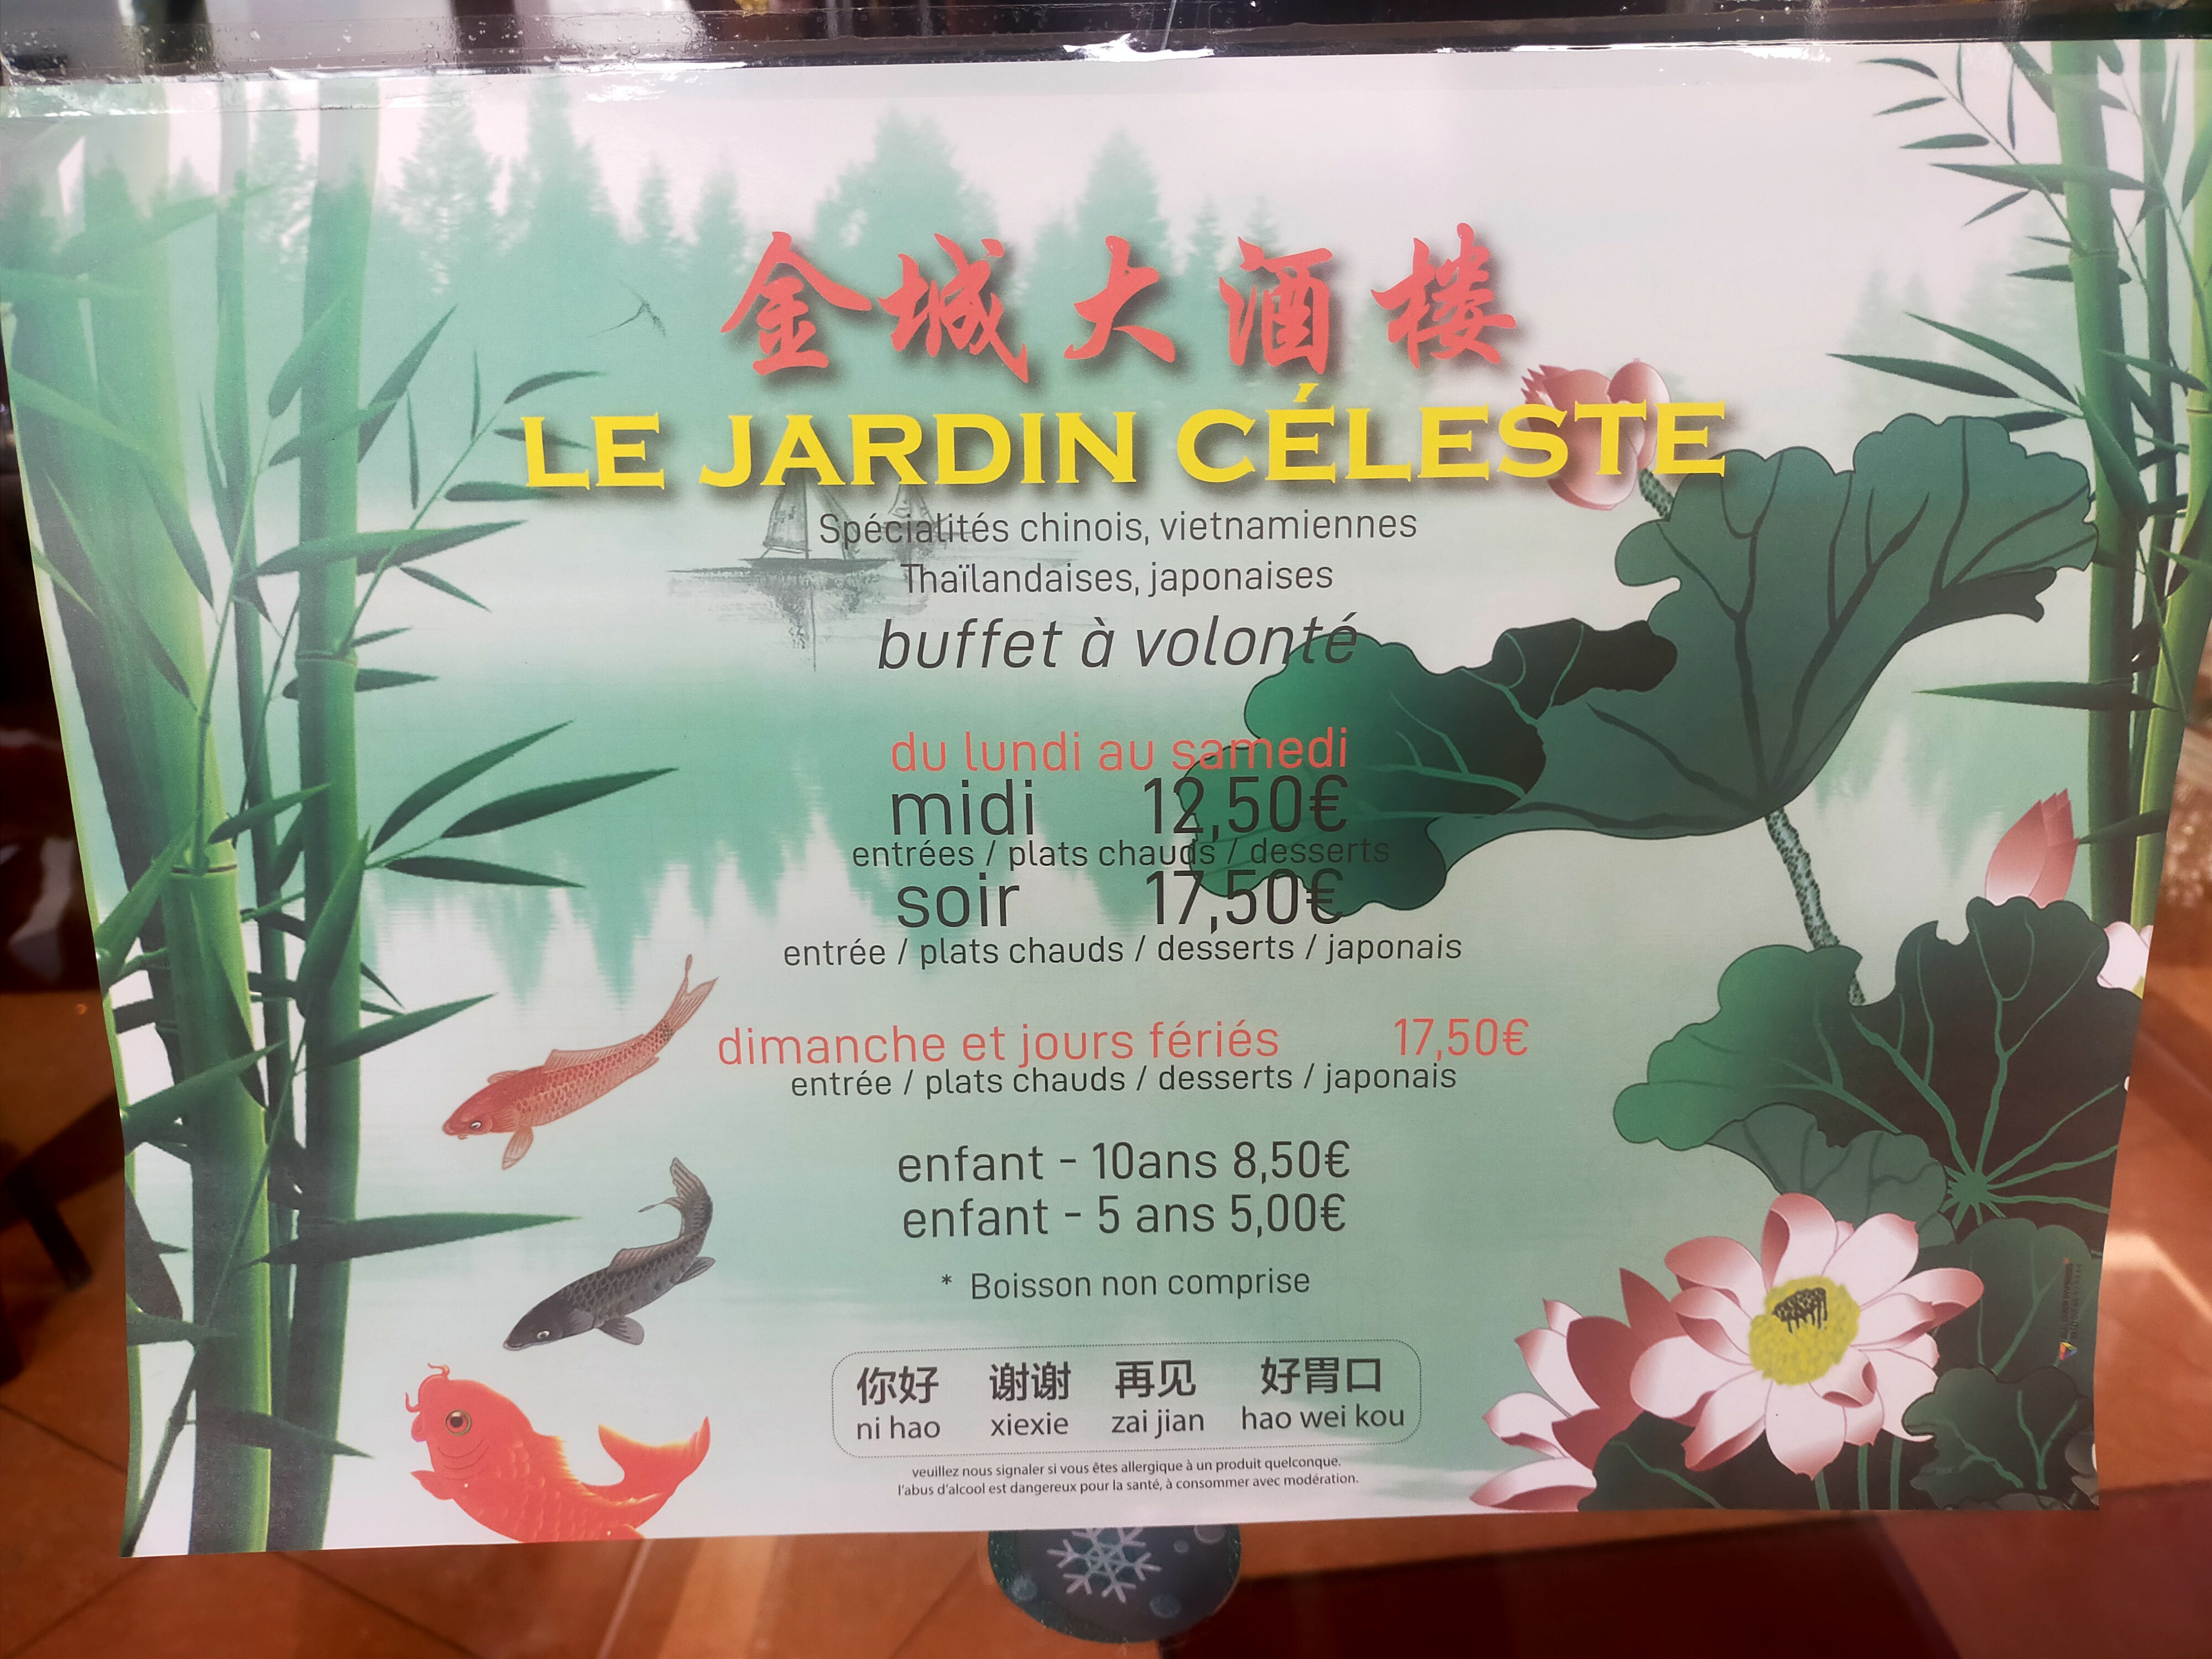 金城大酒楼
LE JARDIN CÉLESTE
Spécialités chinois, vietnamiennes
Thaïlandaises, japonaises
buffet à volonté
du lundi au samedi
midi 12,50€
entrées / plats chauds / desserts
soir 17,50€
entrée / plats chauds / desserts / japonais
dimanche et jours fériés 17,50€
entrée / plats chauds / desserts / japonais
enfant - 10ans 8,50€
enfant - 5 ans 5,00€
* Boisson non comprise
你好 谢谢 再见 好胃口
ni hao xiexie zai jian hao wei kou
veuillez nous signaler si vous êtes allergique à un produit quelconque.
l'abus d'alcool est dangereux pour la santé, à consommer avec modération.